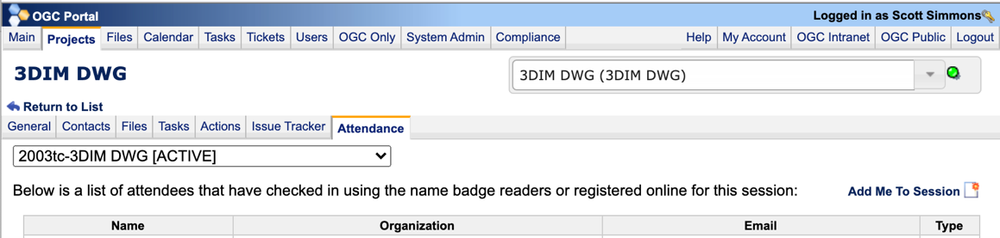 OGC Portal Logged in as Scott Simmons
Main Projects Files Calendar Tasks Tickets Users OGC Only System Admin Compliance Help My Account OGC Intranet OGC Public Logout
3DIM DWG 3DIM DWG (3DIM DWG)
Return to List
General Contacts Files Tasks Actions Issue Tracker Attendance
2003tc-3DIM DWG [ACTIVE]
Below is a list of attendees that have checked in using the name badge readers or registered online for this session: Add Me To Session
Name Organization Email Type